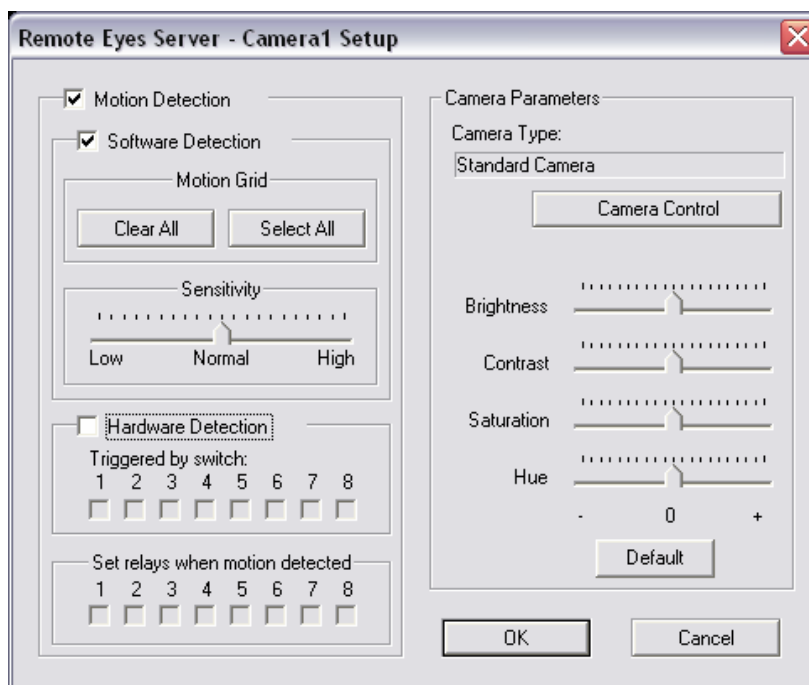 Remote Eyes Server - Camera1 Setup
Motion Detection
Software Detection
Motion Grid
Clear All Select All
Sensitivity
Low Normal High
Hardware Detection
Triggered by switch:
1 2 3 4 5 6 7 8
Set relays when motion detected
1 2 3 4 5 6 7 8
Camera Parameters
Camera Type:
Standard Camera
Camera Control
Brightness
Contrast
Saturation
Hue
- 0 +
Default
OK Cancel